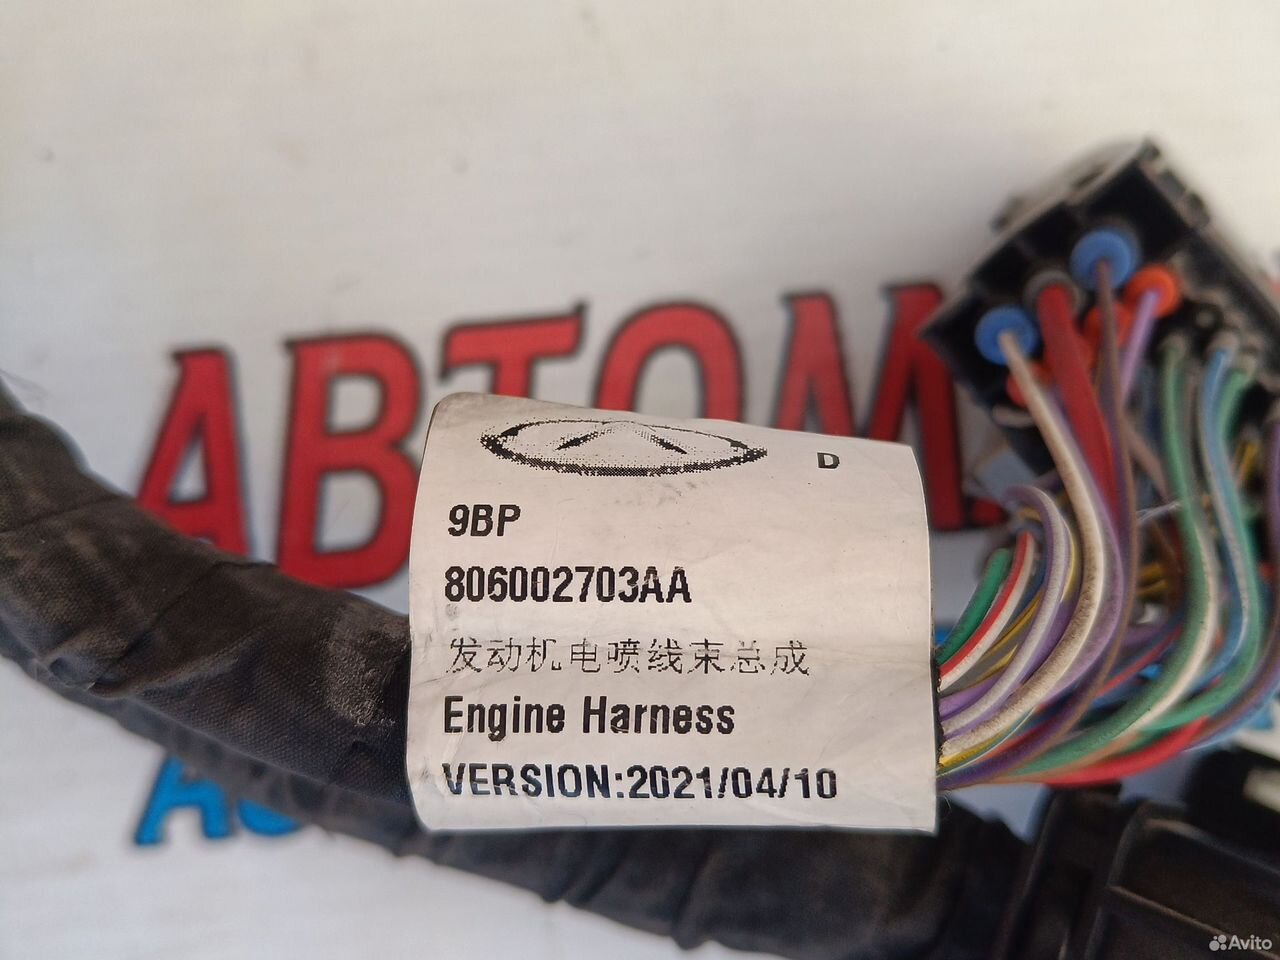 АВТОМ
D
9BP
806002703AA
发动机电喷线束总成
Engine Harness
VERSION:2021/04/10
Avito